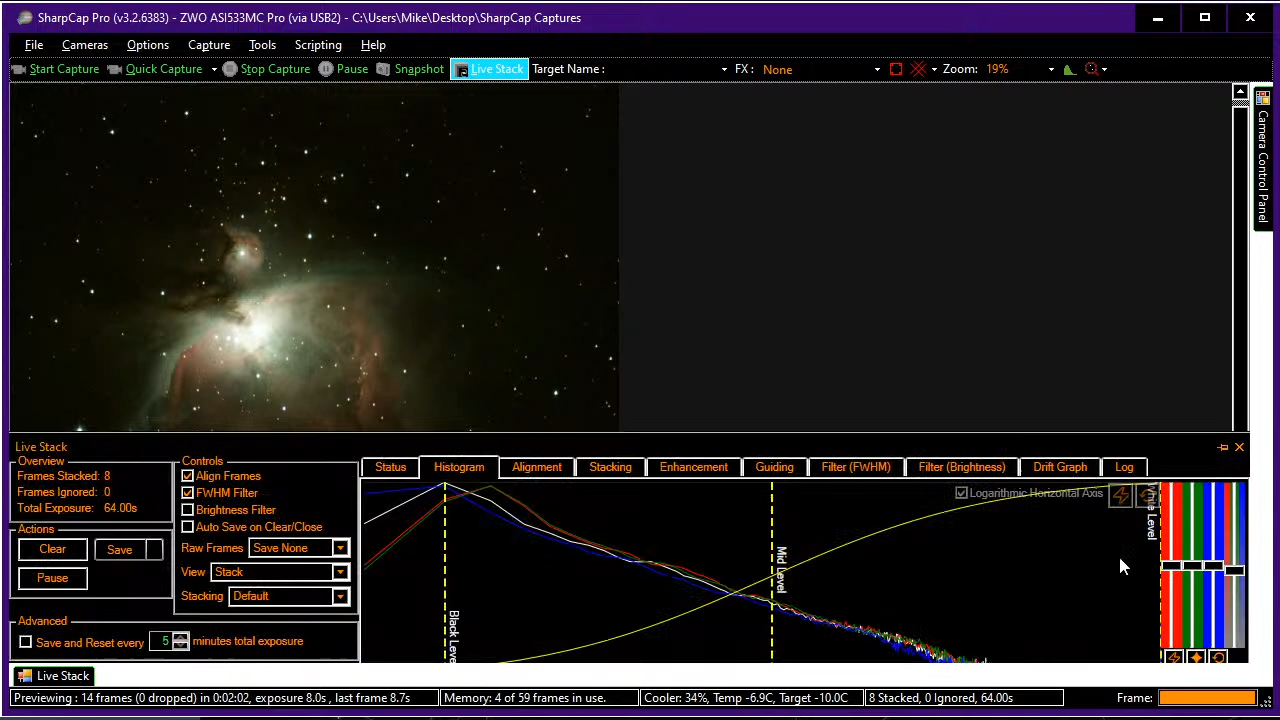 SharpCap Pro (v3.2.6383) - ZWO ASI533MC Pro (via USB2) - C:\Users\Mike\Desktop\SharpCap Captures
File Cameras Options Capture Tools Scripting Help
Start Capture Quick Capture Stop Capture Pause Snapshot Live Stack Target Name : FX: None Zoom: 19%
Camera Control Panel
Live Stack
Overview
Frames Stacked: 8
Frames Ignored: 0
Total Exposure: 64.00s
Actions
Clear Save
Pause
Controls
Align Frames
FWHM Filter
Brightness Filter
Auto Save on Clear/Close
Raw Frames Save None
View Stack
Stacking Default
Advanced
Save and Reset every 5 minutes total exposure
Status Histogram Alignment Stacking Enhancement Guiding Filter (FWHM) Filter (Brightness) Drift Graph Log
Logarithmic Horizontal Axis
Black Leve
Mid Level
White Level
Live Stack
Previewing : 14 frames (0 dropped) in 0:02:02, exposure 8.0s , last frame 8.7s Memory: 4 of 59 frames in use. Cooler: 34%, Temp -6.9C, Target -10.0C 8 Stacked, 0 Ignored, 64.00s Frame: